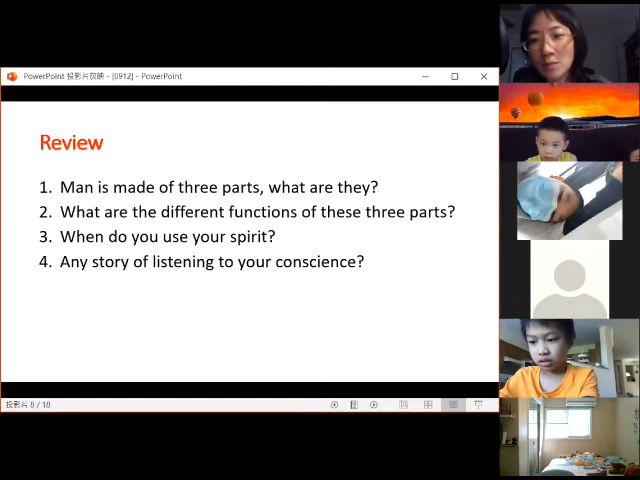 PowerPoint 投影片放映 - [0912] - PowerPoint
Review
1. Man is made of three parts, what are they?
2. What are the different functions of these three parts?
3. When do you use your spirit?
4. Any story of listening to your conscience?
投影片 8 / 18